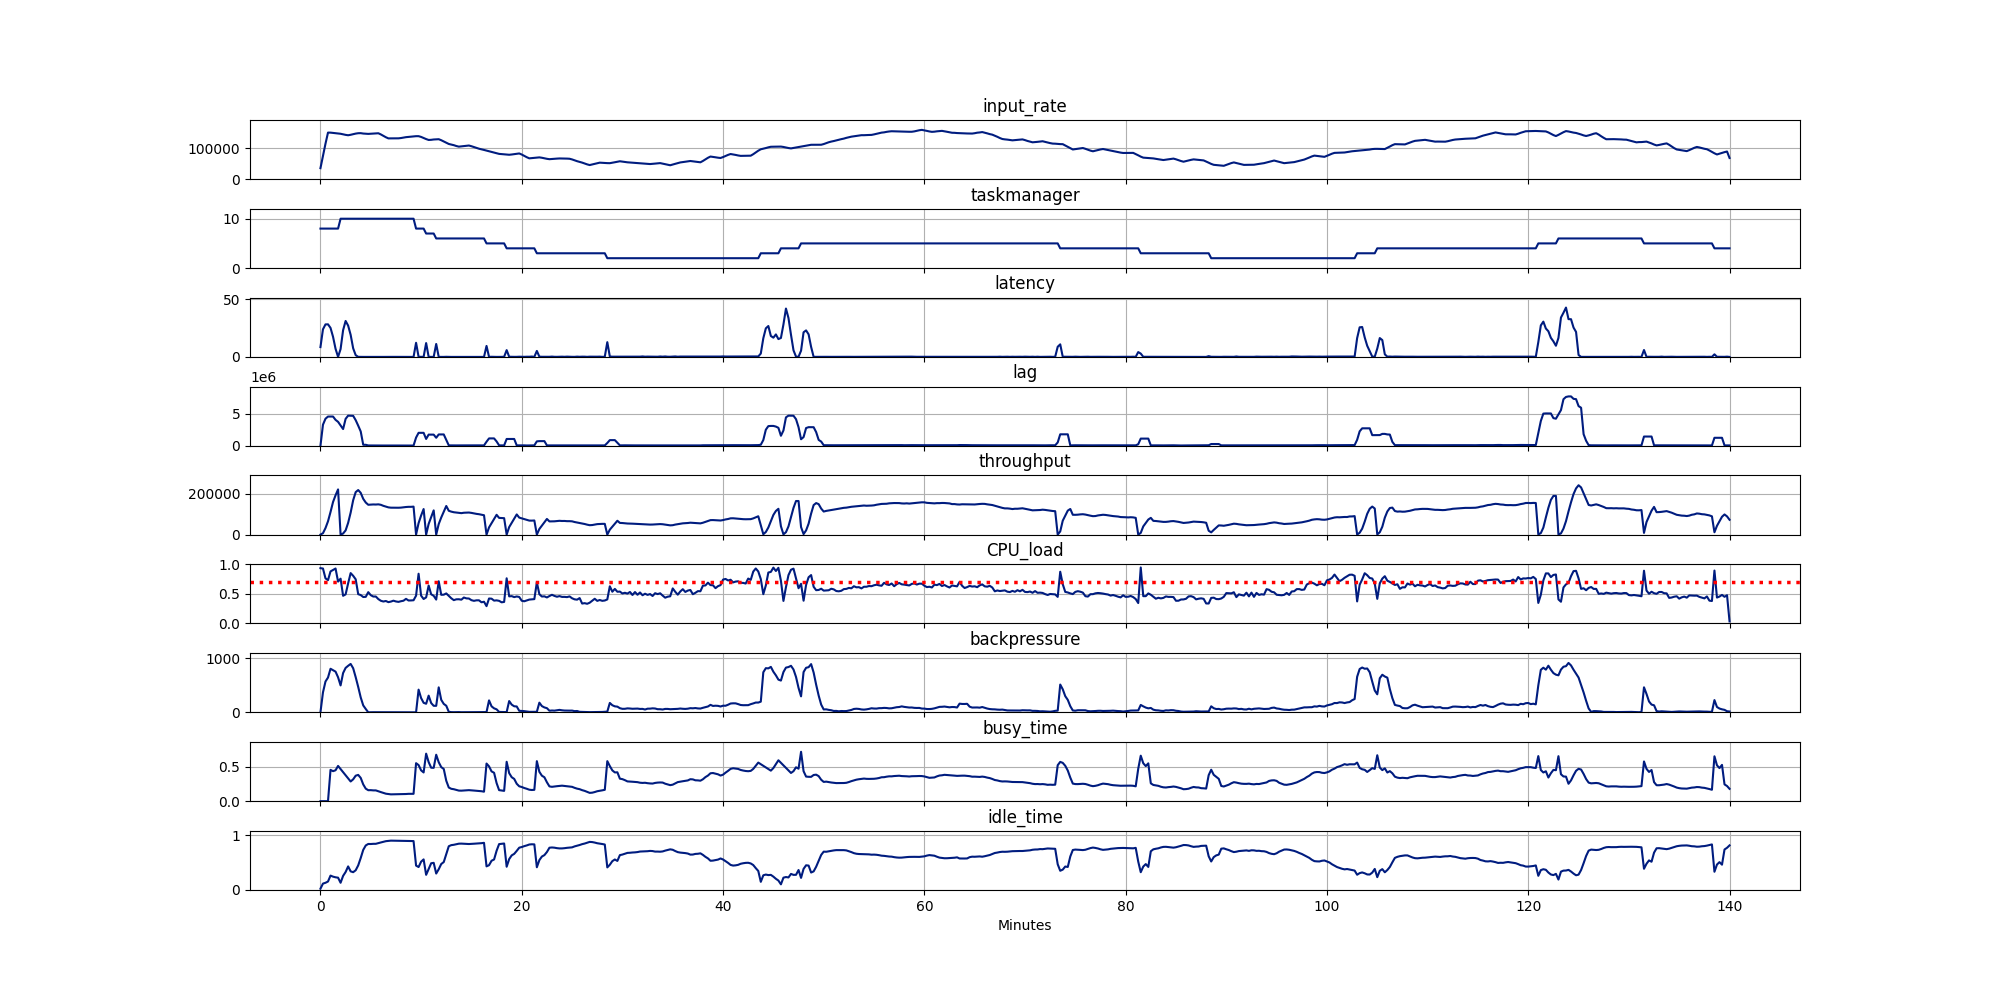 input_rate
100000
0
taskmanager
10
0
latency
50
0
1e6
lag
5
0
throughput
200000
0
CPU_load
1.0
0.5
0.0
backpressure
1000
0
busy_time
0.5
0.0
idle_time
1
0
0 20 40 60 80 100 120 140
Minutes